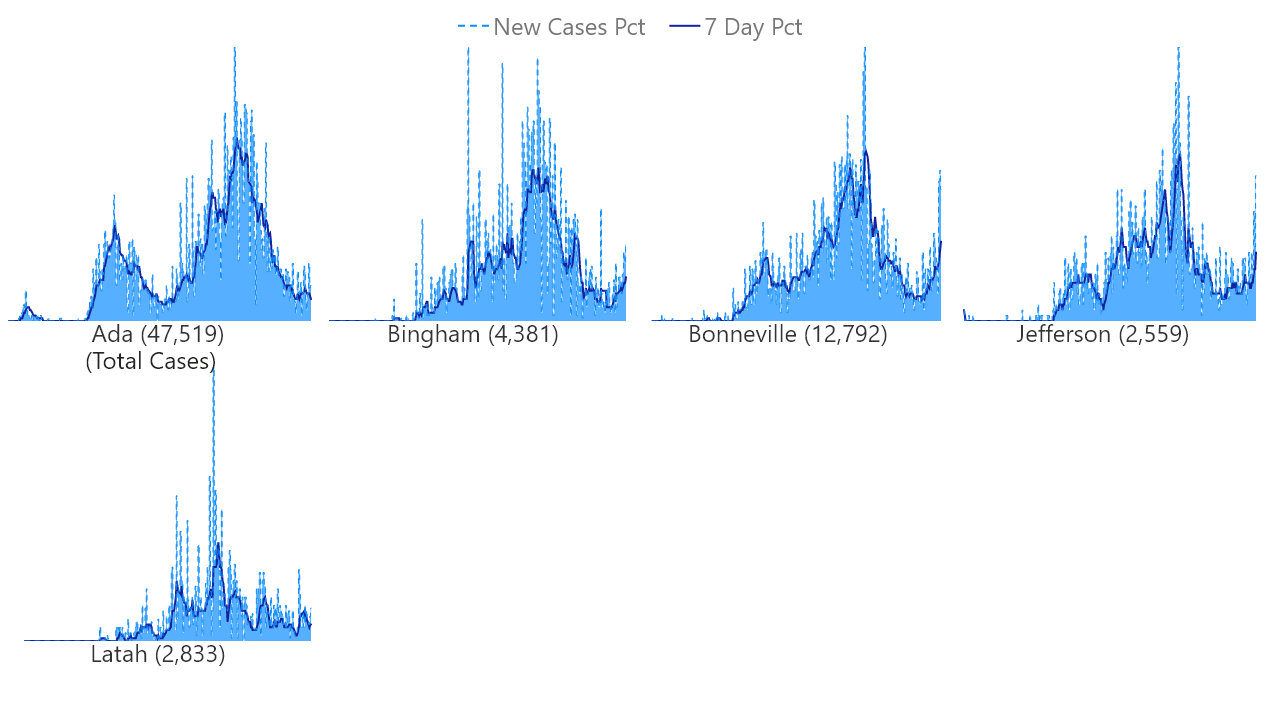 New Cases Pct 7 Day Pct
Ada (47,519) Bingham (4,381) Bonneville (12,792) Jefferson (2,559)
(Total Cases)
Latah (2,833)